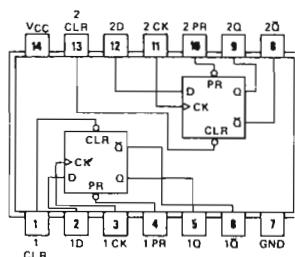 2
VCC CLR 2D 2 CK 2 PR 2Q 2Q̅
14 13 12 11 10 9 8
PR
D Q
CK
Q̅
CLR
CLR
Q̅
CK
D Q
PR
1 2 3 4 5 6 7
1 1D 1 CK 1 PR 1Q 1Q̅ GND
CLR